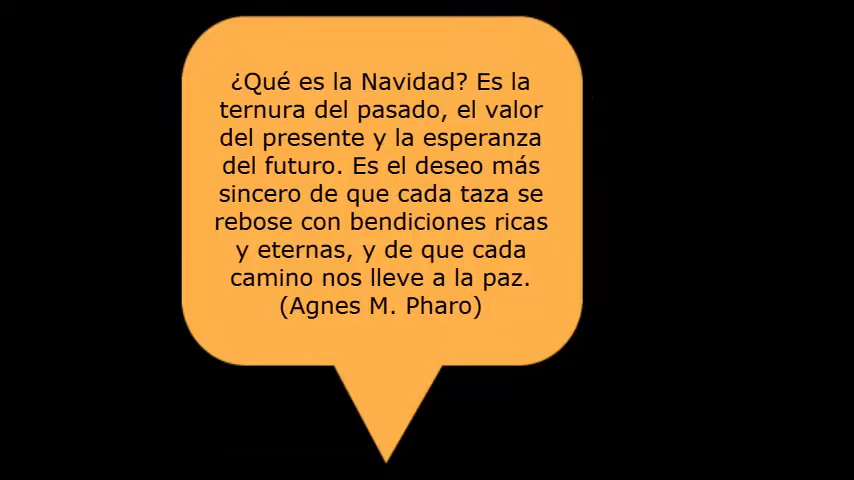 ¿Qué es la Navidad? Es la
ternura del pasado, el valor
del presente y la esperanza
del futuro. Es el deseo más
sincero de que cada taza se
rebose con bendiciones ricas
y eternas, y de que cada
camino nos lleve a la paz.
(Agnes M. Pharo)